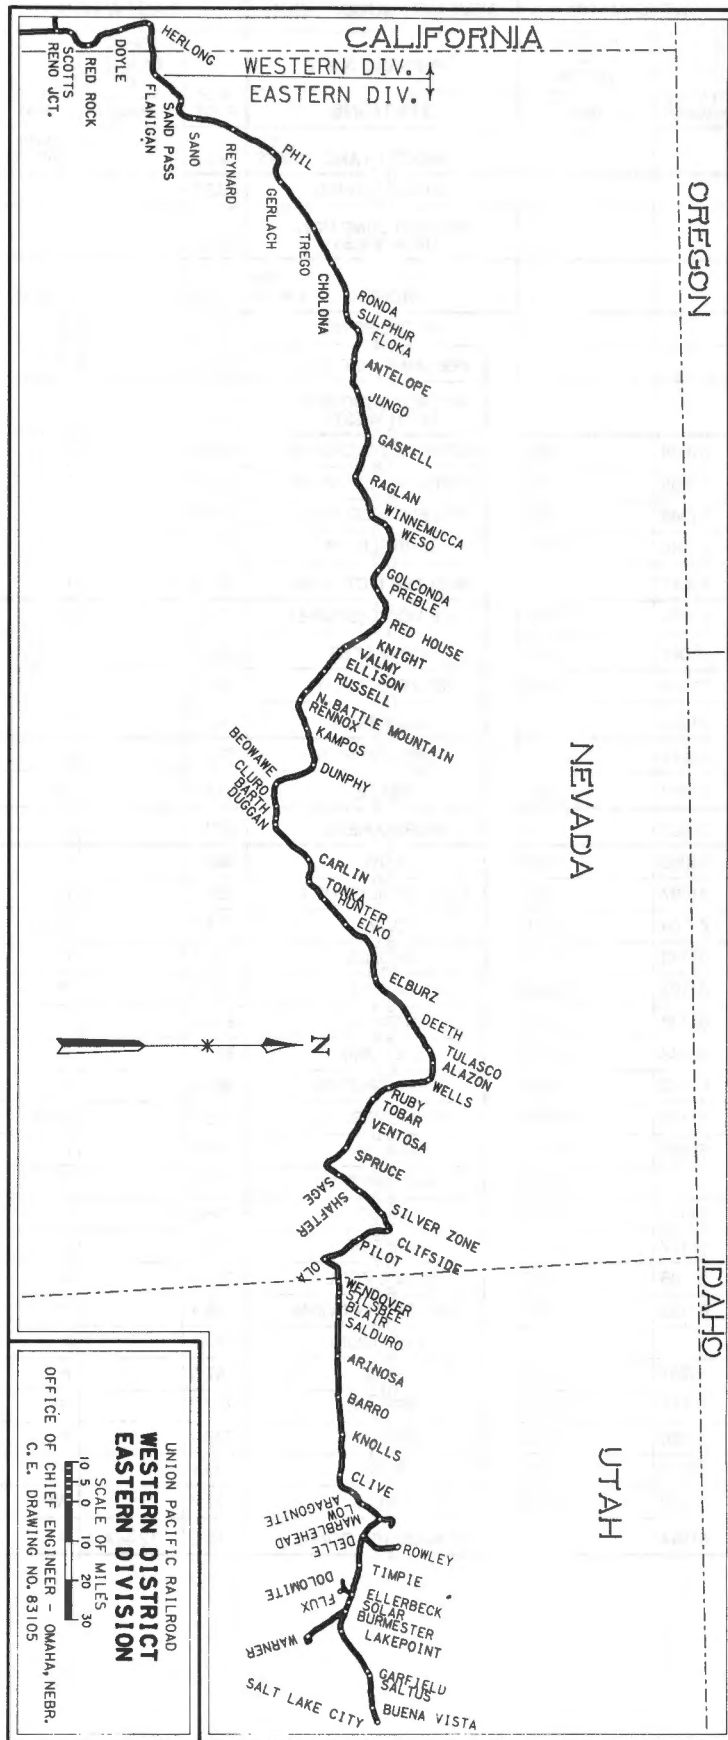 CALIFORNIA
OREGON
IDAHO
NEVADA
UTAH
WESTERN DIV.
EASTERN DIV.
RENO JCT.
SCOTTS
RED ROCK
DOYLE
HERLONG
FLANIGAN
SAND PASS
SANO
REYNARD
PHIL
GERLACH
TREGO
CHOLONA
RONDA
SULPHUR
FLOKA
ANTELOPE
JUNGO
GASKELL
RAGLAN
WINNEMUCCA
WESO
GOLCONDA
PREBLE
RED HOUSE
KNIGHT
VALMY
ELLISON
RUSSELL
N. BATTLE MOUNTAIN
RENNOX
KAMPOS
DUNPHY
BEOWAWE
CLURO
BARTH
DUGGAN
CARLIN
TONKA
HUNTER
ELKO
ELBURZ
DEETH
TULASCO
ALAZON
WELLS
RUBY
TOBAR
VENTOSA
SPRUCE
SAGE
SHAFTER
SILVER ZONE
CLIFSIDE
PILOT
OLA
WENDOVER
STLSBEE
BLAIR
SALDURO
ARINOSA
BARRO
KNOLLS
CLIVE
ARAGONITE
LOW
MARBLEHEAD
DELLE
ROWLEY
TIMPIE
DOLOMITE
FLUX
ELLERBECK
SOLAR
BURMESTER
LAKEPOINT
WARNER
GARFIELD
SALTUS
BUENA VISTA
SALT LAKE CITY
N
UNION PACIFIC RAILROAD
WESTERN DISTRICT
EASTERN DIVISION
SCALE OF MILES
10 5 0 10 20 30
OFFICE OF CHIEF ENGINEER - OMAHA, NEBR.
C.E. DRAWING NO. 83105